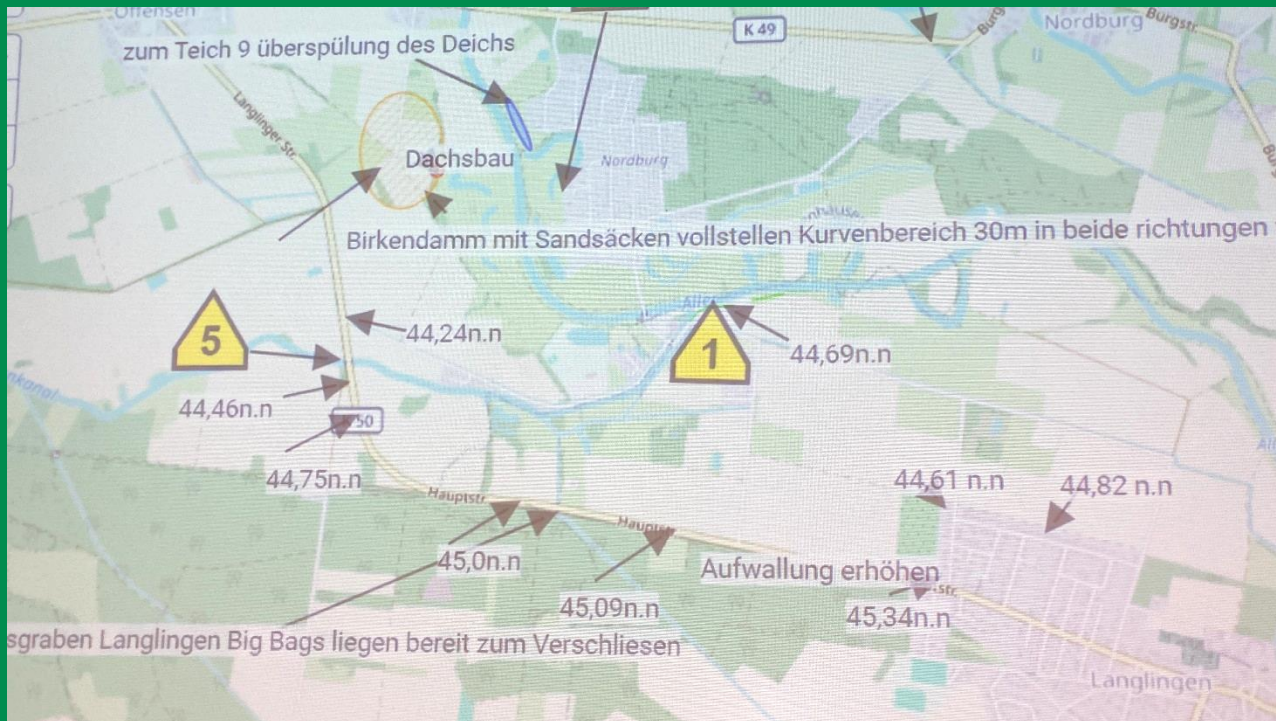 Offensen
K 49
Burg
Nordburg
Burgstr.
zum Teich 9 überspülung des Deichs
Langlinger Str.
Dachsbau
Nordburg
Birkendamm mit Sandsäcken vollstellen Kurvenbereich 30m in beide richtungen
Aller
5
44,24n.n
1
44,69n.n
44,46n.n
50
44,75n.n
Hauptstr.
44,61 n.n
44,82 n.n
Hauptstr.
45,0n.n
Aufwallung erhöhen
45,09n.n
45,34n.n
sgraben Langlingen Big Bags liegen bereit zum Verschliesen
Langlingen